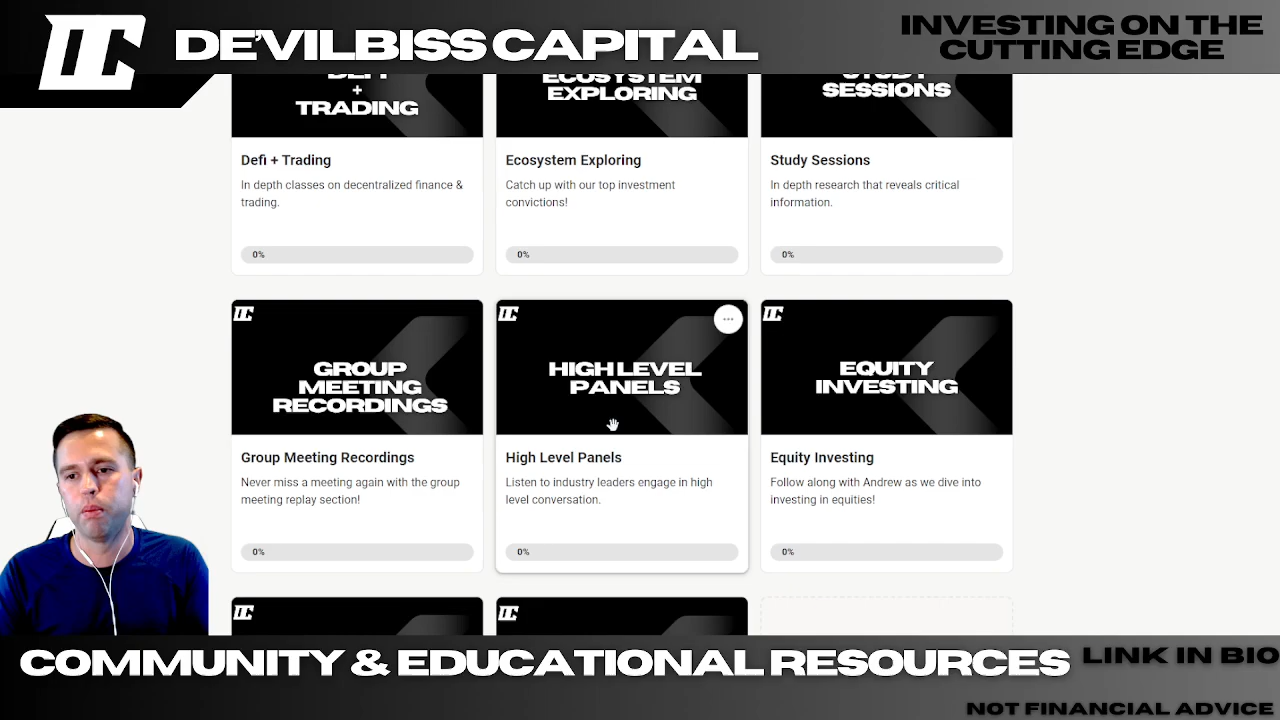 DE'VILBISS CAPITAL
INVESTING ON THE
CUTTING EDGE
DEFI
+
TRADING
ECOSYSTEM
EXPLORING
STUDY
SESSIONS
Defi + Trading
In depth classes on decentralized finance &
trading.
0%
Ecosystem Exploring
Catch up with our top investment
convictions!
0%
Study Sessions
In depth research that reveals critical
information.
0%
GROUP
MEETING
RECORDINGS
Group Meeting Recordings
Never miss a meeting again with the group
meeting replay section!
0%
HIGH LEVEL
PANELS
High Level Panels
Listen to industry leaders engage in high
level conversation.
0%
EQUITY
INVESTING
Equity Investing
Follow along with Andrew as we dive into
investing in equities!
0%
COMMUNITY & EDUCATIONAL RESOURCES
LINK IN BIO
NOT FINANCIAL ADVICE